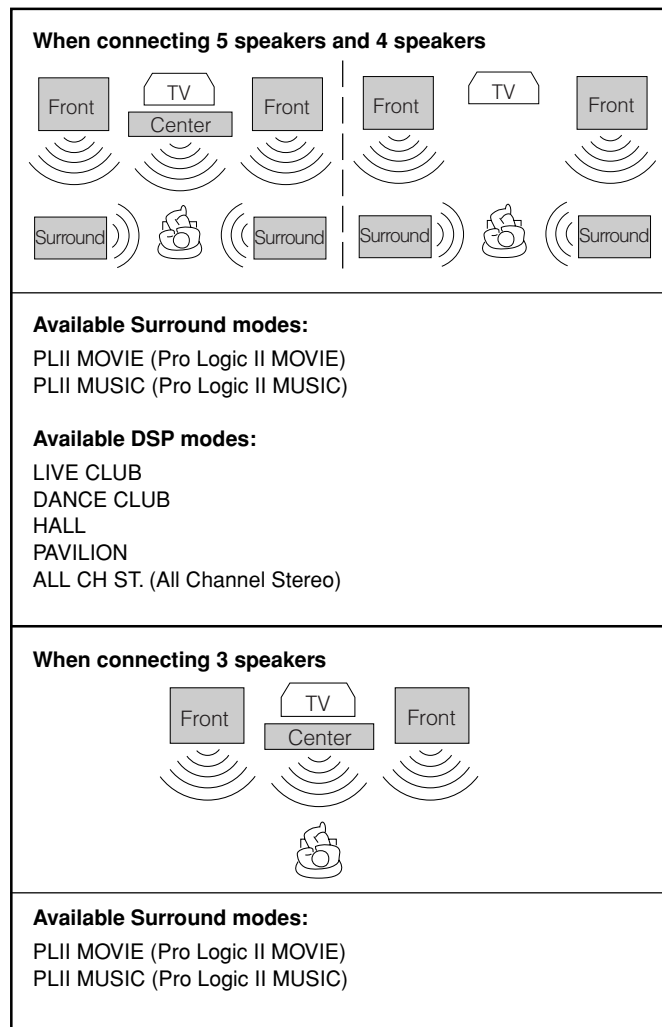 When connecting 5 speakers and 4 speakers
Front
TV
Center
Front
Front
TV
Front
Surround
Surround
Surround
Surround
Available Surround modes:
PLII MOVIE (Pro Logic II MOVIE)
PLII MUSIC (Pro Logic II MUSIC)
Available DSP modes:
LIVE CLUB
DANCE CLUB
HALL
PAVILION
ALL CH ST. (All Channel Stereo)
When connecting 3 speakers
Front
TV
Center
Front
Available Surround modes:
PLII MOVIE (Pro Logic II MOVIE)
PLII MUSIC (Pro Logic II MUSIC)